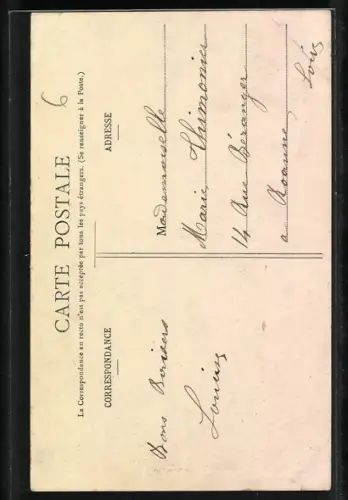 6
CARTE POSTALE
La Correspondance au recto n'est pas acceptée par tous les pays étrangers. (Se renseigner à la Poste.)
CORRESPONDANCE
Bons Baisers
Louise
ADRESSE
Mademoiselle
Marie Thimonier
14 Rue Béranger
a Roanne
Loire